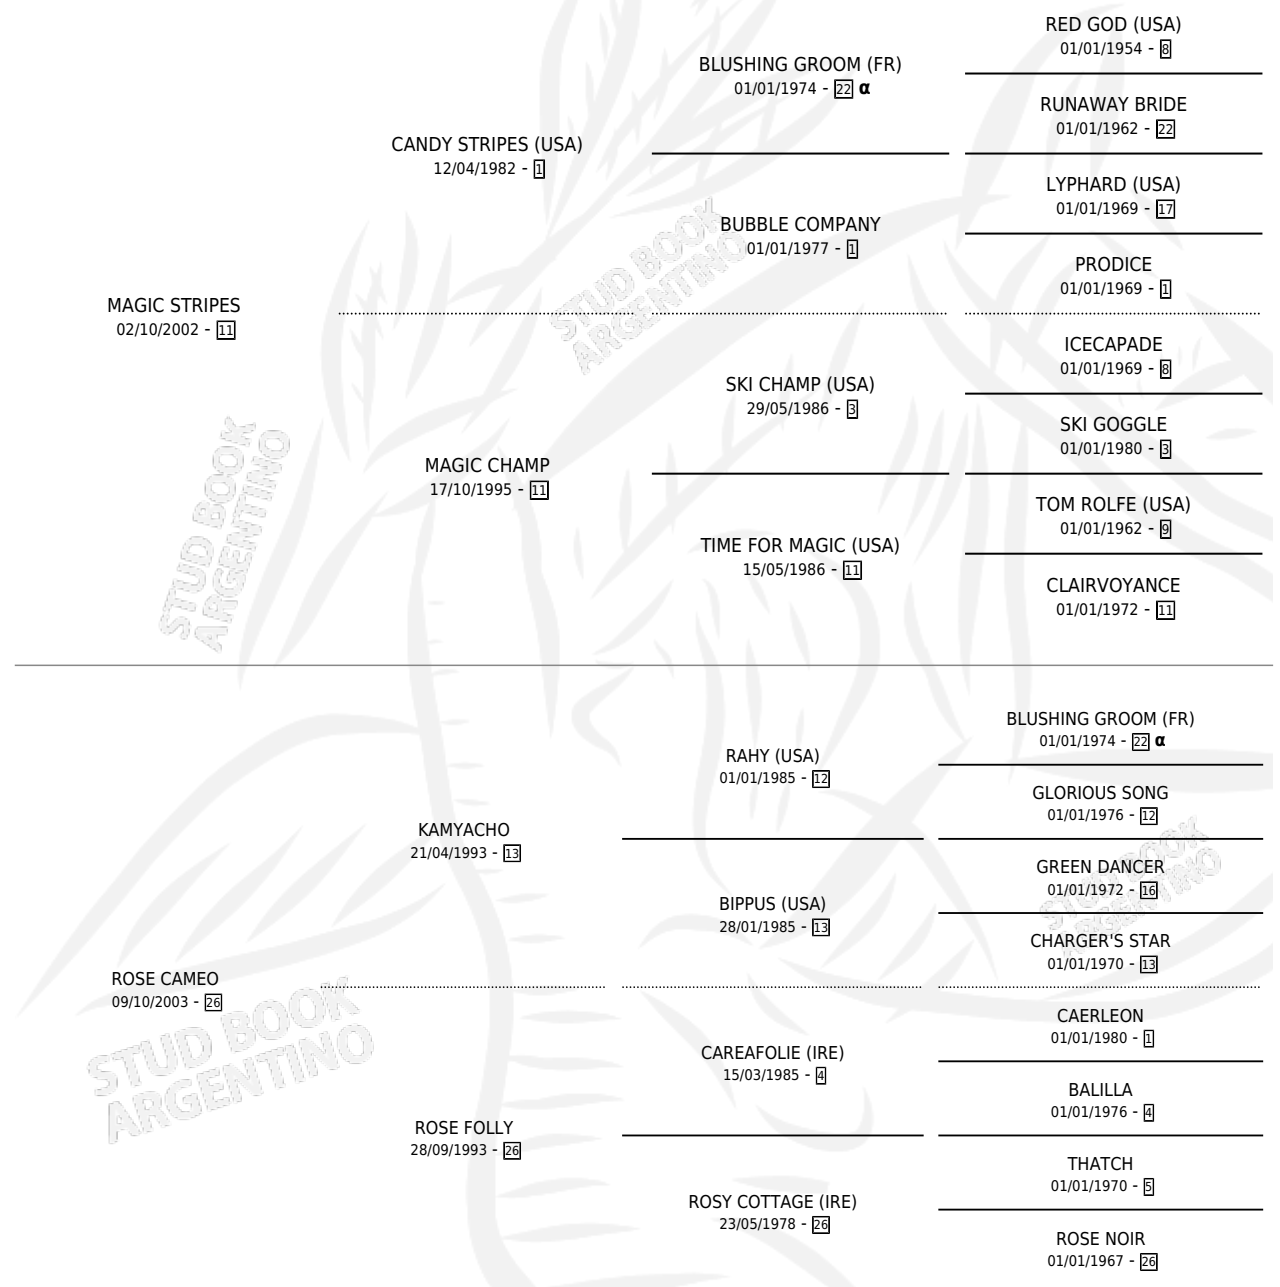 RED GOD (USA)
01/01/1954 - 8
BLUSHING GROOM (FR)
01/01/1974 - 22 α
RUNAWAY BRIDE
01/01/1962 - 22
CANDY STRIPES (USA)
12/04/1982 - 1
LYPHARD (USA)
01/01/1969 - 17
BUBBLE COMPANY
01/01/1977 - 1
PRODICE
01/01/1969 - 1
MAGIC STRIPES
02/10/2002 - 11
ICECAPADE
01/01/1969 - 8
SKI CHAMP (USA)
29/05/1986 - 3
SKI GOGGLE
01/01/1980 - 3
MAGIC CHAMP
17/10/1995 - 11
TOM ROLFE (USA)
01/01/1962 - 9
TIME FOR MAGIC (USA)
15/05/1986 - 11
CLAIRVOYANCE
01/01/1972 - 11
BLUSHING GROOM (FR)
01/01/1974 - 22 α
RAHY (USA)
01/01/1985 - 12
GLORIOUS SONG
01/01/1976 - 12
KAMYACHO
21/04/1993 - 13
GREEN DANCER
01/01/1972 - 16
BIPPUS (USA)
28/01/1985 - 13
CHARGER'S STAR
01/01/1970 - 13
ROSE CAMEO
09/10/2003 - 26
CAERLEON
01/01/1980 - 1
CAREAFOLIE (IRE)
15/03/1985 - 4
BALILLA
01/01/1976 - 4
ROSE FOLLY
28/09/1993 - 26
THATCH
01/01/1970 - 5
ROSY COTTAGE (IRE)
23/05/1978 - 26
ROSE NOIR
01/01/1967 - 26
STUD BOOK
ARGENTINO
STUD BOOK
ARGENTINO
STUD BOOK
ARGENTINO
STUD BOOK
ARGENTINO